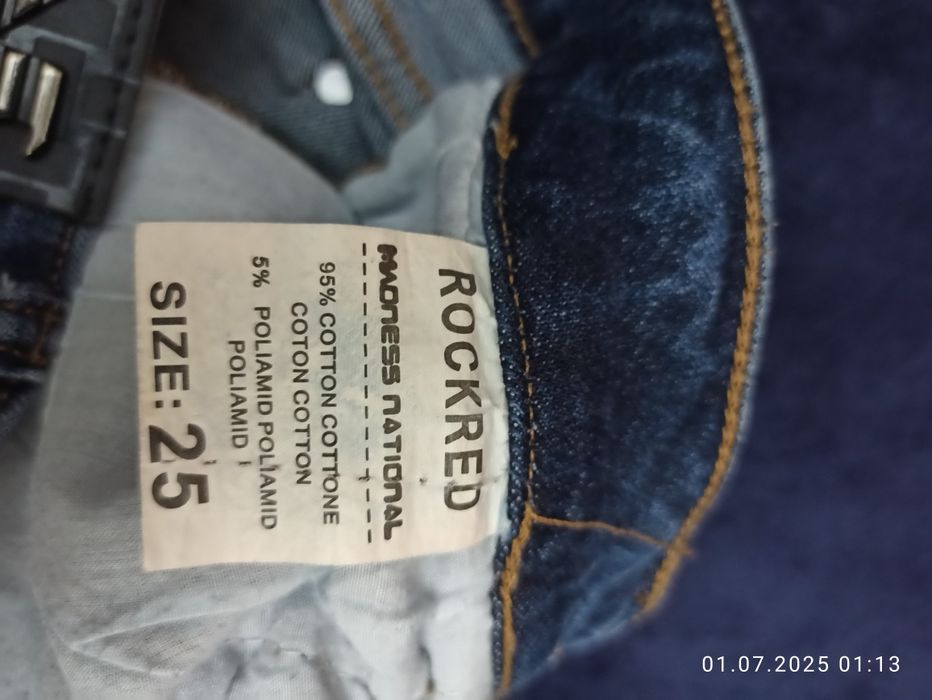 ROCKRED
MADNESS NATIONAL
95% COTTON COTTONE
COTON COTTON
5% POLIAMID POLIAMID
POLIAMID
SIZE: 25
01.07.2025 01:13